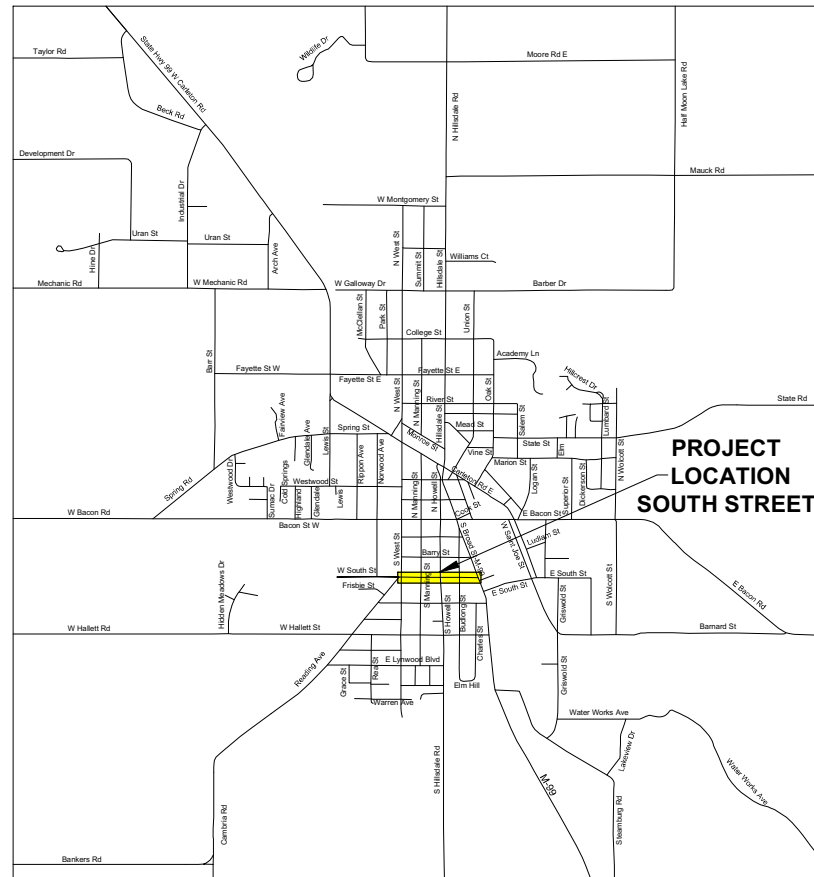 Taylor Rd
State Hwy 99 W Carleton Rd
Wildlife Dr
Moore Rd E
N Hillsdale Rd
Half Moon Lake Rd
Beck Rd
Development Dr
Industrial Dr
Mauck Rd
W Montgomery St
Uran St
Uran St
Hine Dr
Arch Ave
N West St
Summit St
Hillsdale St
Williams Ct
Mechanic Rd
W Mechanic Rd
W Galloway Dr
Barber Dr
McClellan St
Park St
Union St
College St
Academy Ln
Barr St
Fayette St W
Fayette St E
Fayette St E
Hillcrest Dr
N West St
N Manning St
Oak St
River St
Hillsdale St
Salem St
Lumbard St
State Rd
Fairview Ave
Glendale Ave
Lewis St
Spring St
Monroe St
Mead St
State St
Elm
Vine St
Rippon Ave
Norwood Ave
Marion St
N Wolcott St
Westwood Dr
Spring Rd
Sumac Dr
Cold Springs
Highland
Glendale
Lewis
Westwood St
N Manning St
N Howell St
Carleton Rd E
Logan St
Superior St
Dickerson St
PROJECT
LOCATION
SOUTH STREET
W Bacon Rd
Bacon St W
Cook St
E Bacon St
S West St
Barry St
S Broad St M-99
W Saint Joe St
Ludlam St
W South St
Frisbie St
S Manning St
E South St
E South St
Griswold St
S Wolcott St
E Bacon Rd
Hidden Meadows Dr
S Howell St
Budlong St
Charles St
W Hallett Rd
W Hallett St
Barnard St
Reading Ave
E Lynwood Blvd
Grace St
Rea St
Elm Hill
Griswold St
Warren Ave
Water Works Ave
Lakeview Dr
S Hillsdale Rd
M-99
Water Works Ave
Cambria Rd
Steamburg Rd
Bankers Rd